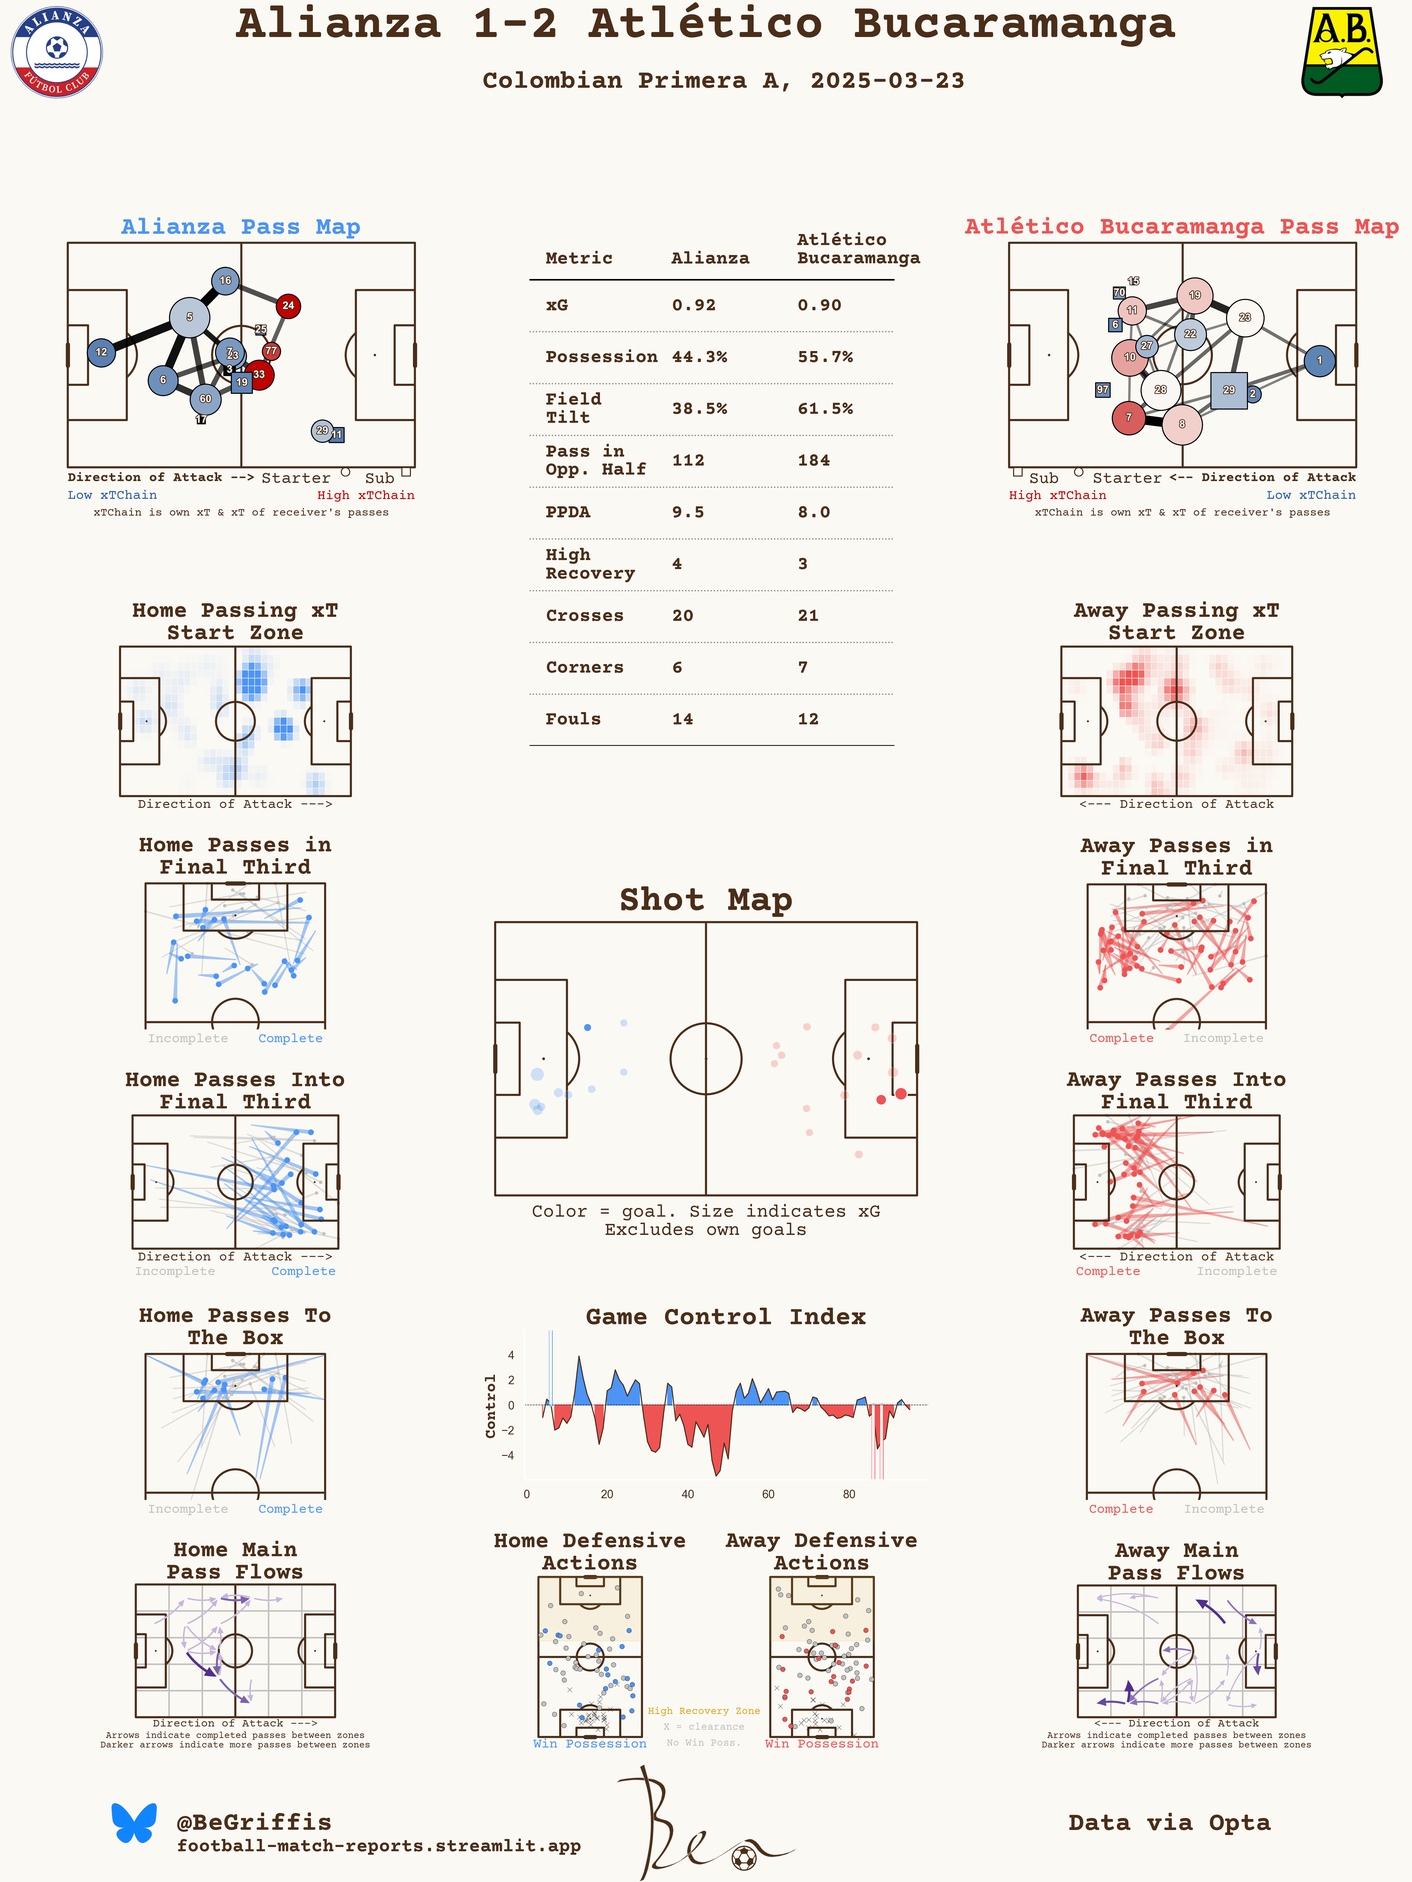 Alianza 1-2 Atlético Bucaramanga
Colombian Primera A, 2025-03-23
ALIANZA
FÚTBOL CLUB
A.B.
Alianza Pass Map
16
5
24
25
12
7
23
77
3
33
6
19
60
17
29
11
Direction of Attack --> Starter Sub
Low xTChain High xTChain
xTChain is own xT & xT of receiver's passes
Metric Alianza Atlético Bucaramanga
xG 0.92 0.90
Possession 44.3% 55.7%
Field Tilt 38.5% 61.5%
Pass in Opp. Half 112 184
PPDA 9.5 8.0
High Recovery 4 3
Crosses 20 21
Corners 6 7
Fouls 14 12
Atlético Bucaramanga Pass Map
15
70
19
11
6
23
22
27
10
1
97
28
29
2
7
8
Sub Starter <-- Direction of Attack
High xTChain Low xTChain
xTChain is own xT & xT of receiver's passes
Home Passing xT
Start Zone
Direction of Attack --->
Away Passing xT
Start Zone
<--- Direction of Attack
Home Passes in
Final Third
Incomplete Complete
Away Passes in
Final Third
Complete Incomplete
Shot Map
Color = goal. Size indicates xG
Excludes own goals
Home Passes Into
Final Third
Direction of Attack --->
Incomplete Complete
Away Passes Into
Final Third
<--- Direction of Attack
Complete Incomplete
Home Passes To
The Box
Incomplete Complete
Game Control Index
Control
4
2
0
−2
−4
0 20 40 60 80
Away Passes To
The Box
Complete Incomplete
Home Main
Pass Flows
Direction of Attack --->
Arrows indicate completed passes between zones
Darker arrows indicate more passes between zones
Home Defensive
Actions
Win Possession
High Recovery Zone
X = clearance
No Win Poss.
Away Defensive
Actions
Win Possession
Away Main
Pass Flows
<--- Direction of Attack
Arrows indicate completed passes between zones
Darker arrows indicate more passes between zones
@BeGriffis
football-match-reports.streamlit.app
Ben
Data via Opta